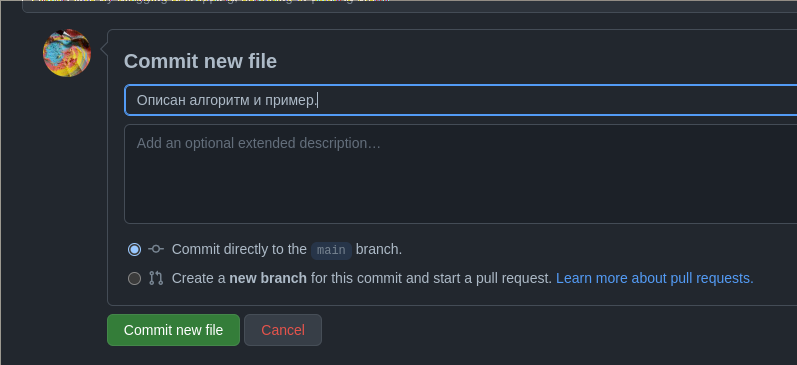 Commit new file
Описан алгоритм и пример.
Add an optional extended description…
Commit directly to the main branch.
Create a new branch for this commit and start a pull request. Learn more about pull requests.
Commit new file
Cancel